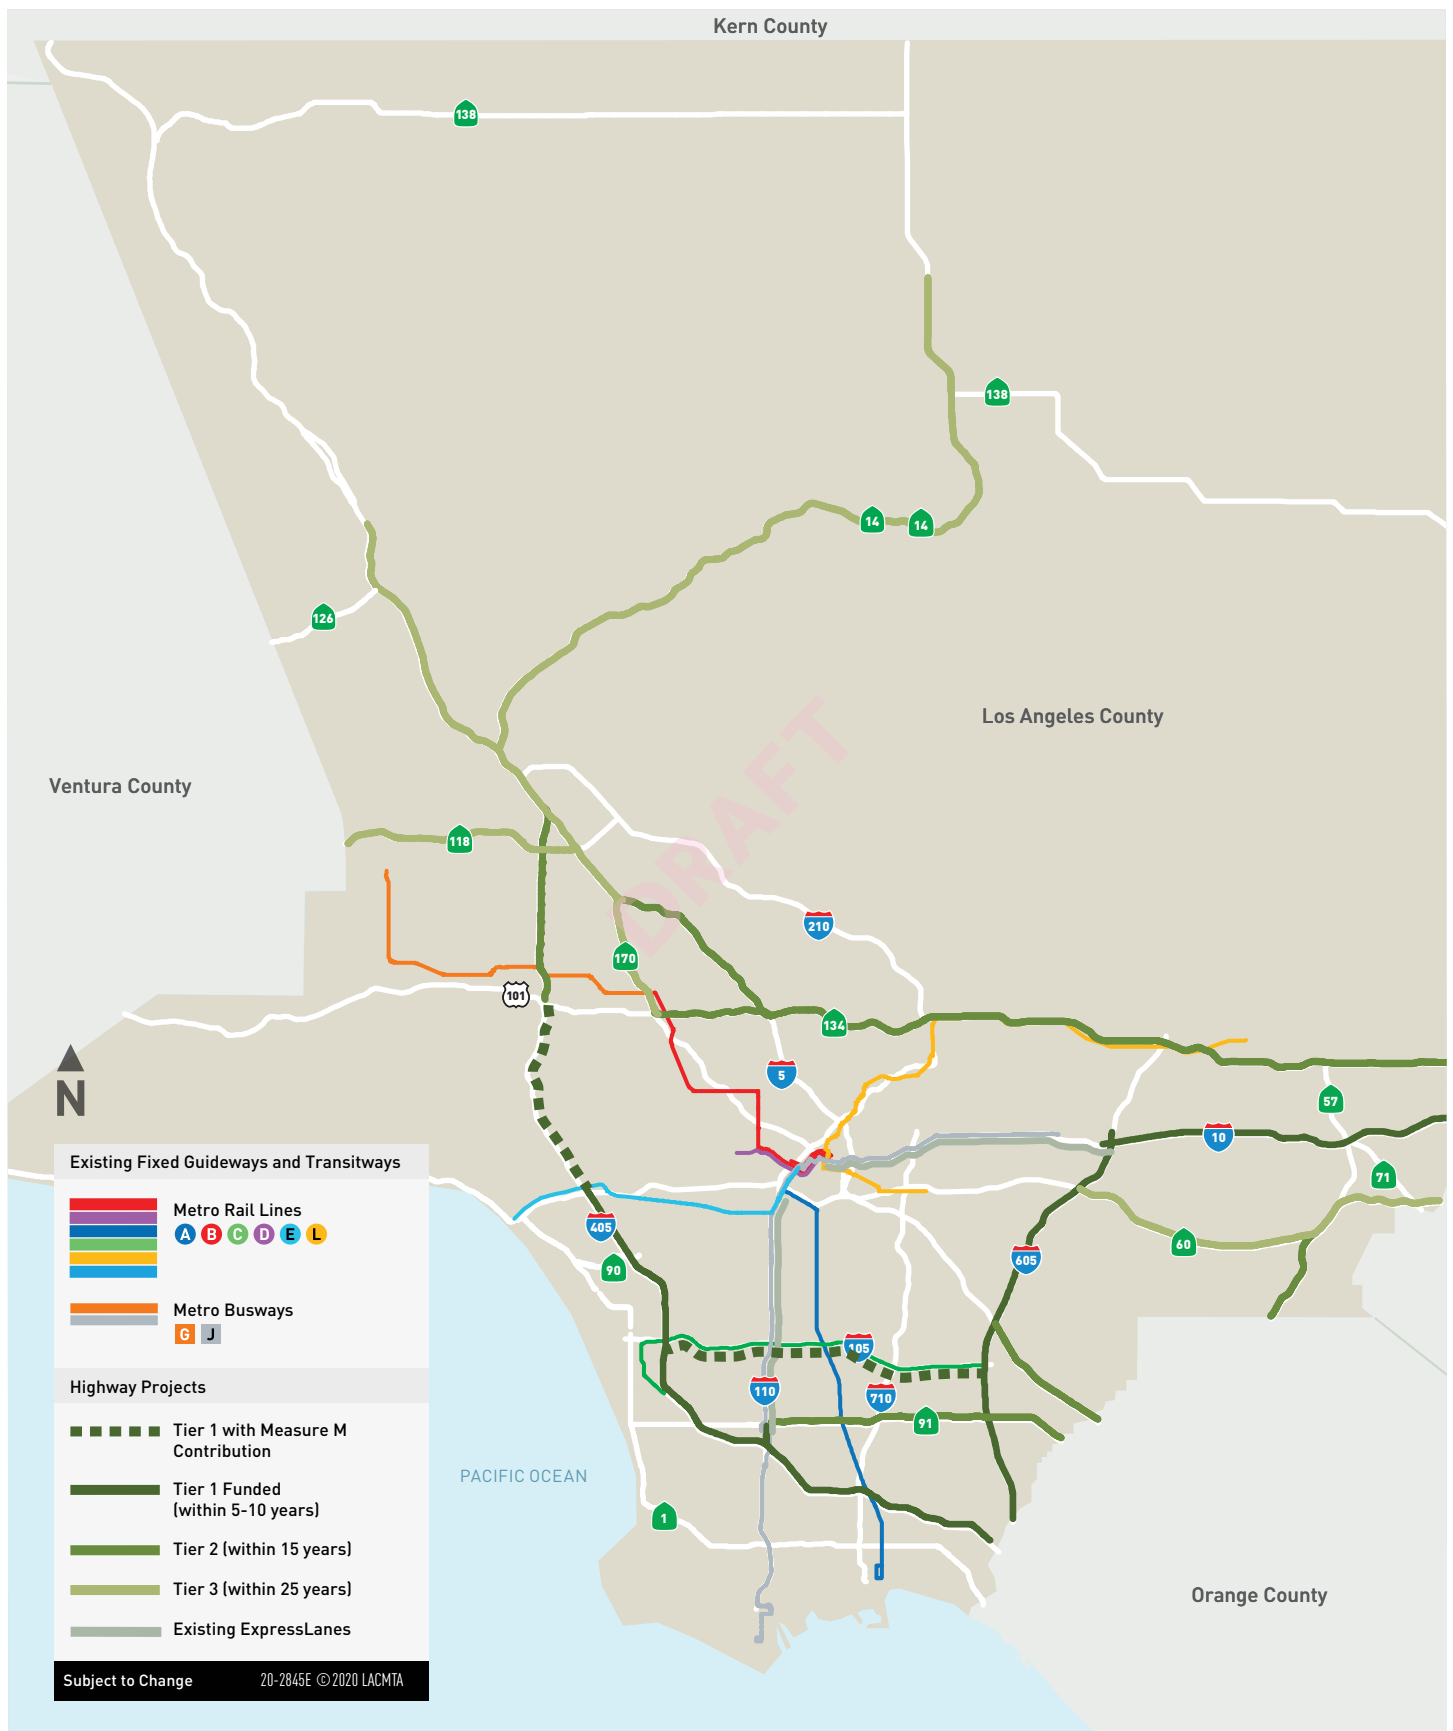 Kern County
138
138
14
14
126
Los Angeles County
Ventura County
DRAFT
118
210
170
101
134
5
N
57
10
71
405
60
605
90
105
110
710
91
PACIFIC OCEAN
1
Orange County
Existing Fixed Guideways and Transitways
Metro Rail Lines
A B C D E L
Metro Busways
G J
Highway Projects
Tier 1 with Measure M
Contribution
Tier 1 Funded
(within 5-10 years)
Tier 2 (within 15 years)
Tier 3 (within 25 years)
Existing ExpressLanes
Subject to Change 20-2845E ©2020 LACMTA